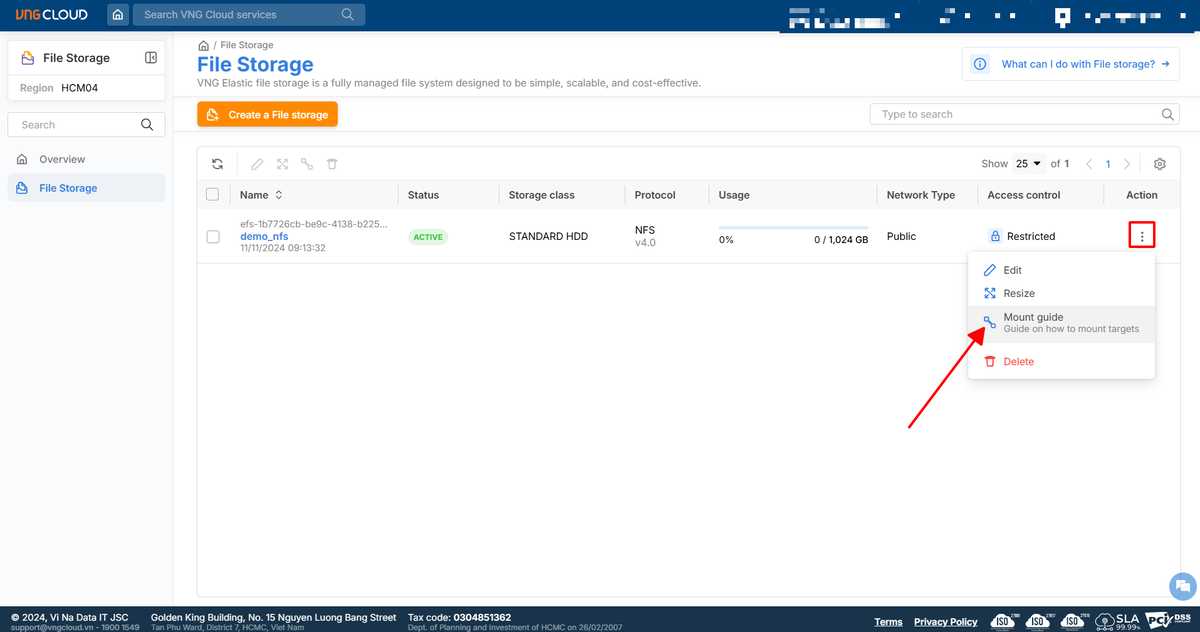 VNG CLOUD
Search VNG Cloud services
File Storage
Region HCM04
Search
Overview
File Storage
/ File Storage
File Storage
VNG Elastic file storage is a fully managed file system designed to be simple, scalable, and cost-effective.
What can I do with File storage?
Create a File storage
Type to search
Show 25 of 1 1
Name Status Storage class Protocol Usage Network Type Access control Action
efs-1b7726cb-be9c-4138-b225...
demo_nfs
11/11/2024 09:13:32
ACTIVE
STANDARD HDD
NFS
v4.0
0% 0 / 1,024 GB
Public
Restricted
Edit
Resize
Mount guide
Guide on how to mount targets
Delete
© 2024, Vi Na Data IT JSC
support@vngcloud.vn - 1900 1549
Golden King Building, No. 15 Nguyen Luong Bang Street
Tan Phu Ward, District 7, HCMC, Viet Nam
Tax code: 0304851362
Dept. of Planning and Investment of HCMC on 26/02/2007
Terms
Privacy Policy
ISO
ISO
ISO
SLA
99.99%
PCI DSS